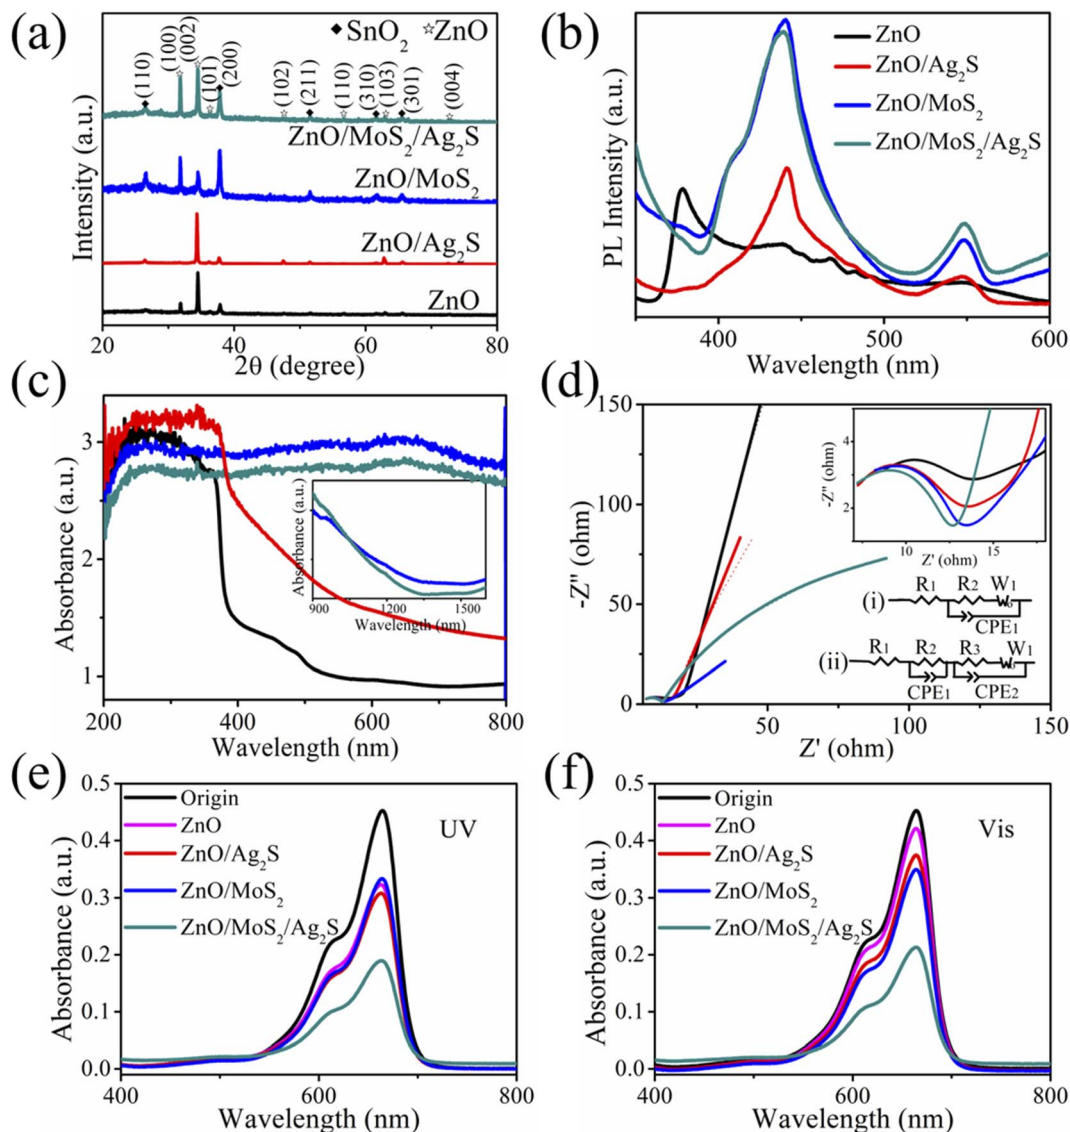 (a)
◆ SnO2 ☆ ZnO
(110)
(100)
(002)
(101)
(200)
(102)
(211)
(110)
(310)
(103)
(301)
(004)
ZnO/MoS2/Ag2S
ZnO/MoS2
ZnO/Ag2S
ZnO
Intensity (a.u.)
20 40 60 80
2θ (degree)
(b)
ZnO
ZnO/Ag2S
ZnO/MoS2
ZnO/MoS2/Ag2S
PL Intensity (a.u.)
400 500 600
Wavelength (nm)
(c)
3
2
1
Absorbance (a.u.)
200 400 600 800
Wavelength (nm)
Absorbance (a.u.)
900 1200 1500
Wavelength (nm)
(d)
150
100
50
0
-Z'' (ohm)
50 100 150
Z' (ohm)
4
2
-Z'' (ohm)
10 15
Z' (ohm)
(i)
R1 R2 W1
CPE1
(ii)
R1 R2 R3 W1
CPE1 CPE2
(e)
0.5
0.4
0.3
0.2
0.1
0.0
Absorbance (a.u.)
Origin
ZnO
ZnO/Ag2S
ZnO/MoS2
ZnO/MoS2/Ag2S
UV
400 600 800
Wavelength (nm)
(f)
0.5
0.4
0.3
0.2
0.1
0.0
Absorbance (a.u.)
Origin
ZnO
ZnO/Ag2S
ZnO/MoS2
ZnO/MoS2/Ag2S
Vis
400 600 800
Wavelength (nm)